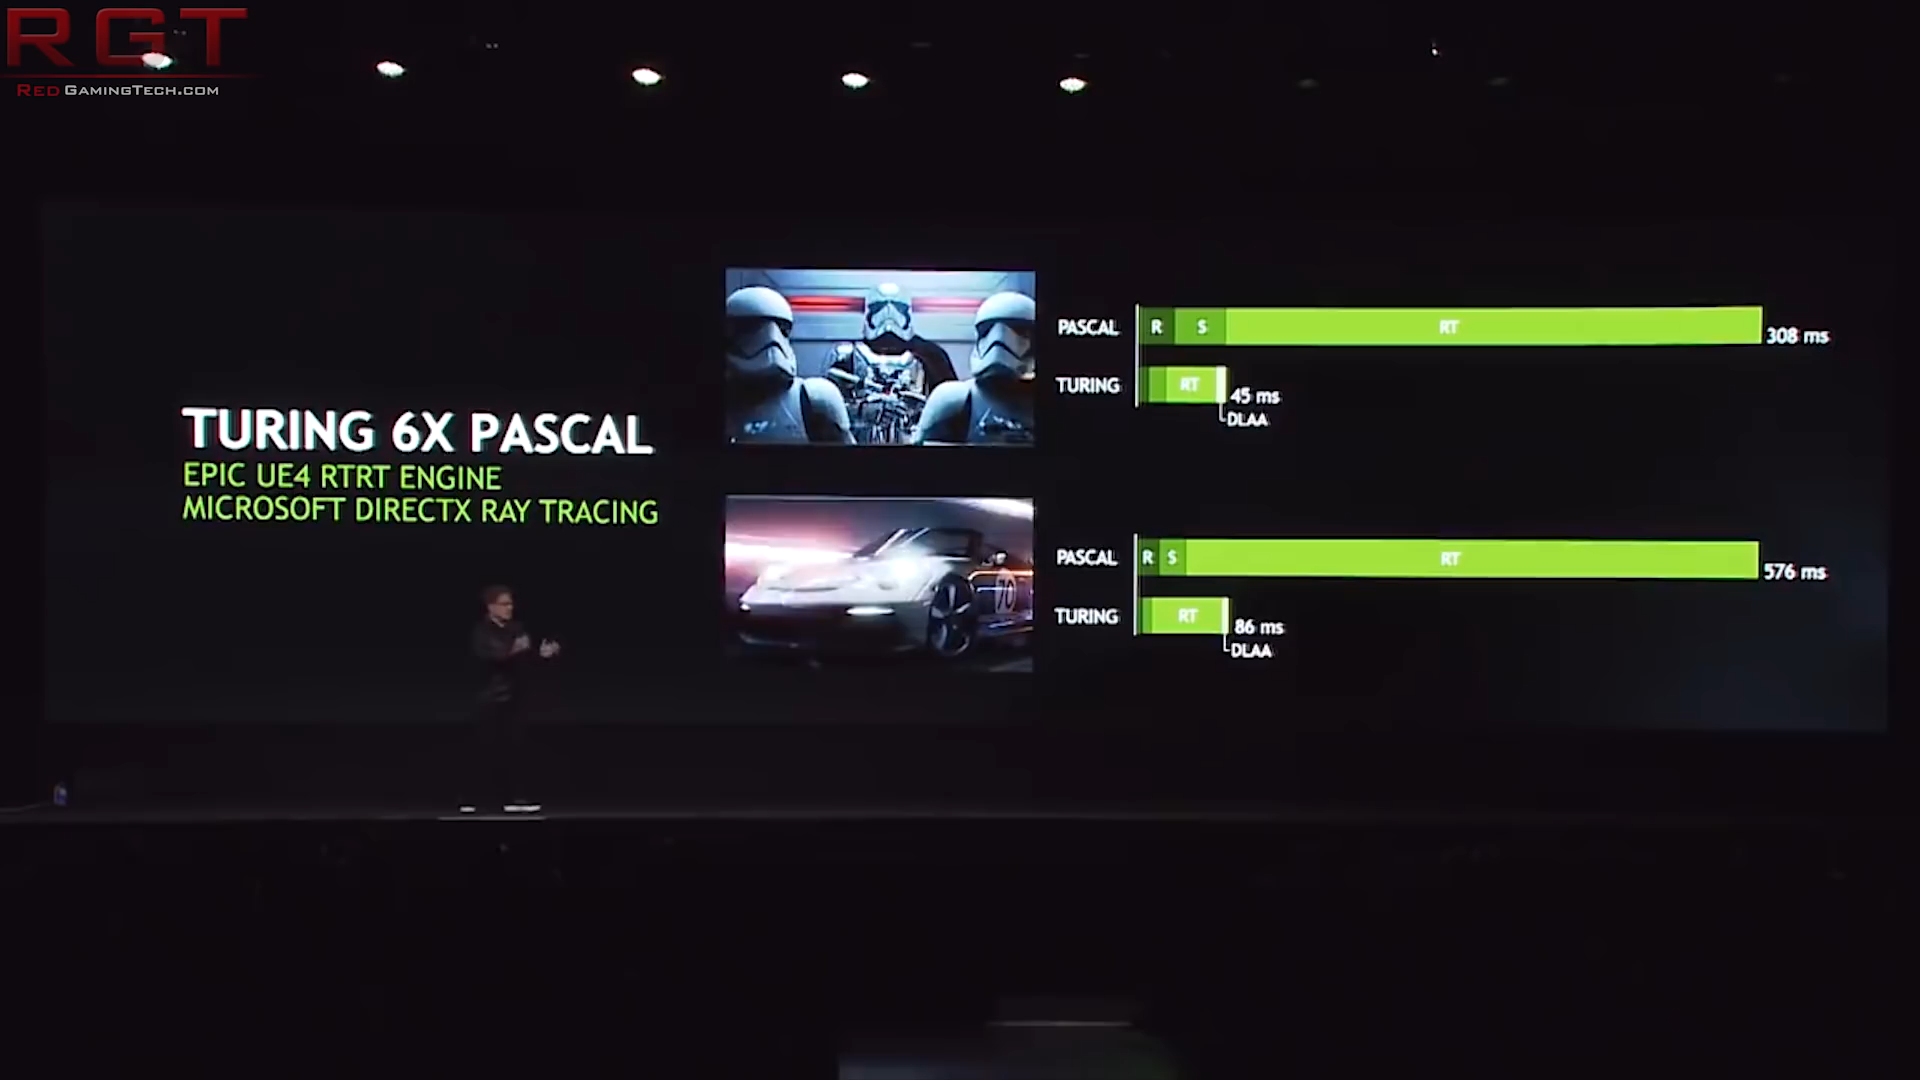 RGT
RedGamingTech.com
TURING 6X PASCAL
EPIC UE4 RTRT ENGINE
MICROSOFT DIRECTX RAY TRACING
PASCAL R S RT 308 ms
TURING RT 45 ms
DLAA
70
PASCAL R S RT 576 ms
TURING RT 86 ms
DLAA